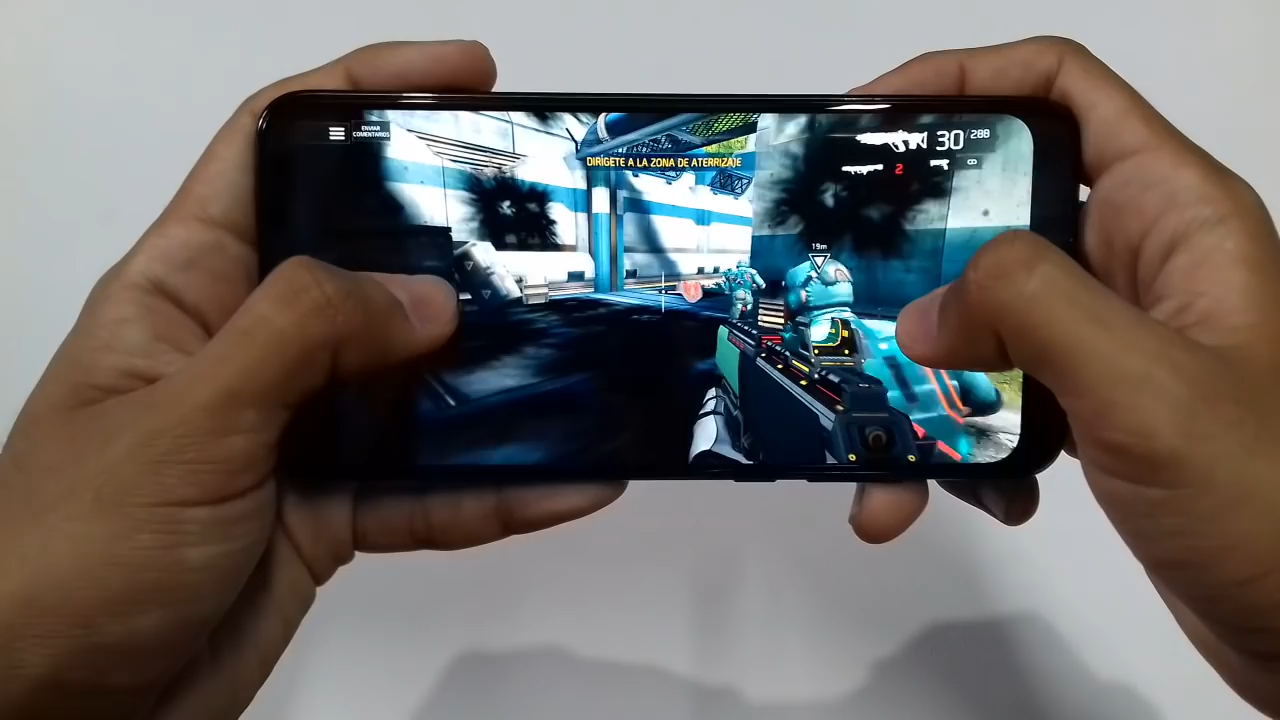 ENVIAR
COMENTARIOS
DIRÍGETE A LA ZONA DE ATERRIZAJE
30/288
2
19m